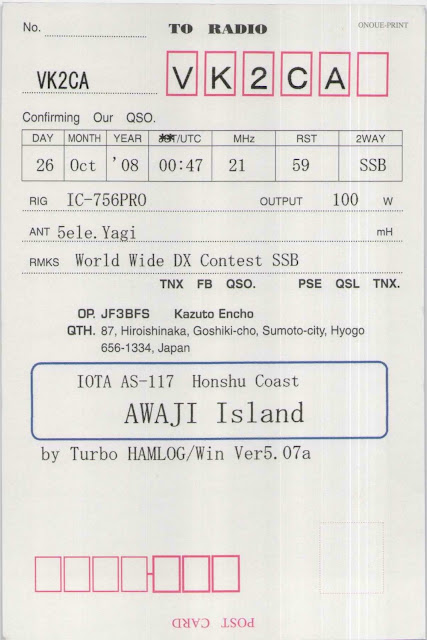 No.
TO RADIO
ONOUE-PRINT
VK2CA
VK2CA
Confirming Our QSO.
DAY MONTH YEAR JST/UTC MHz RST 2WAY
26 Oct '08 00:47 21 59 SSB
RIG IC-756PRO OUTPUT 100 W
ANT 5ele.Yagi mH
RMKS World Wide DX Contest SSB
TNX FB QSO. PSE QSL TNX.
OP. JF3BFS Kazuto Encho
QTH. 87, Hiroishinaka, Goshiki-cho, Sumoto-city, Hyogo
656-1334, Japan
IOTA AS-117 Honshu Coast
AWAJI Island
by Turbo HAMLOG/Win Ver5.07a
POST CARD